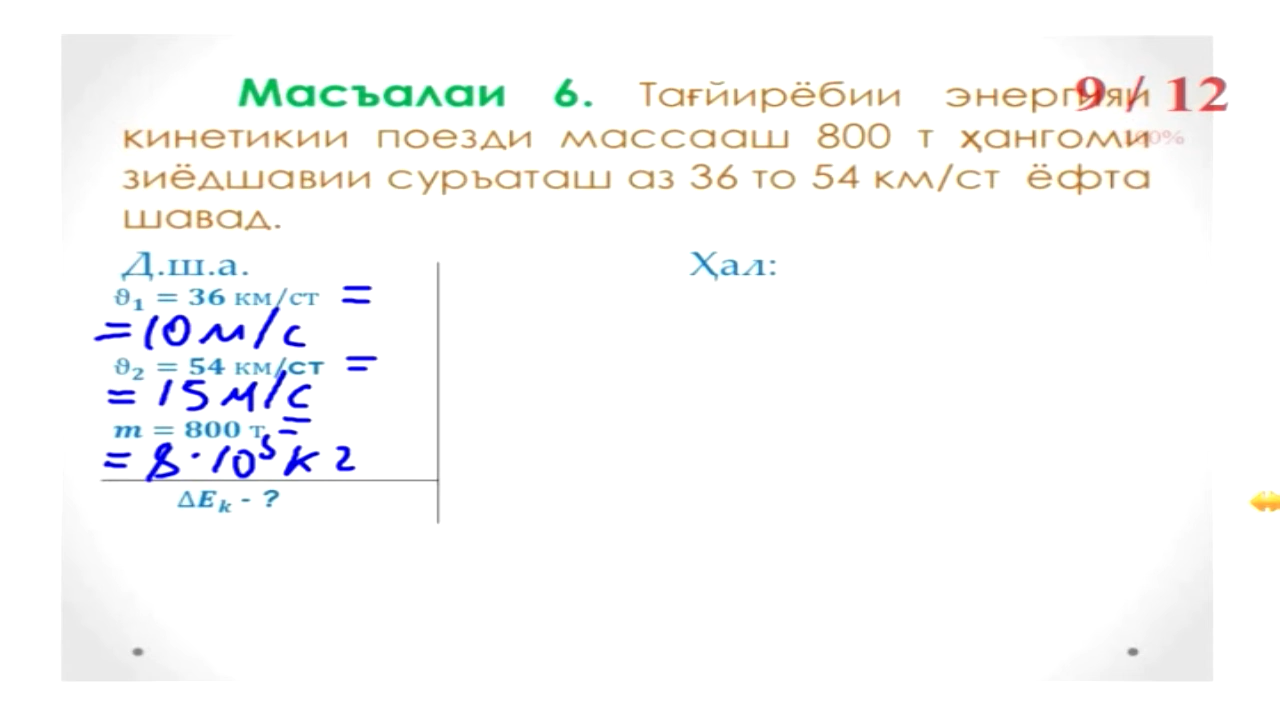 Масъалаи 6. Тағйирёбии энергияи
9 / 12
кинетикии поезди массааш 800 т ҳангоми
100%
зиёдшавии суръаташ аз 36 то 54 км/ст ёфта
шавад.
Д.ш.а.
Ҳал:
ϑ₁ = 36 км/ст =
= 10 м/с
ϑ₂ = 54 км/ст =
= 15 м/с
m = 800 т =
= 8 · 10⁵ кг
ΔEₖ - ?